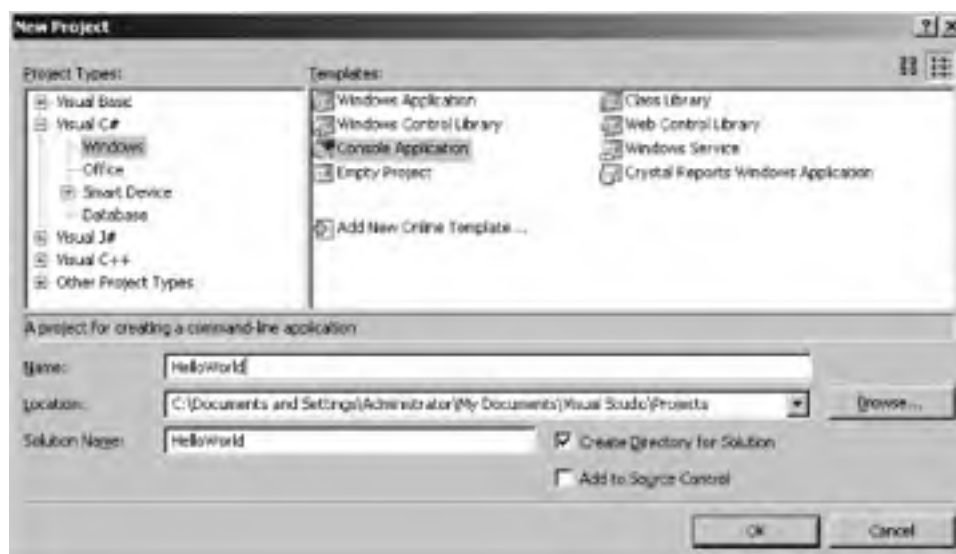 New Project
Project Types:
Templates:
Visual Basic
Visual C#
Windows
Office
Smart Device
Database
Visual J#
Visual C++
Other Project Types
Windows Application
Windows Control Library
Console Application
Empty Project
Add New Online Template ...
Class Library
Web Control Library
Windows Service
Crystal Reports Windows Application
A project for creating a command-line application
Name:
HelloWorld
Location:
C:\Documents and Settings\Administrator\My Documents\Visual Studio\Projects
Browse...
Solution Name:
HelloWorld
Create Directory for Solution
Add to Source Control
OK
Cancel